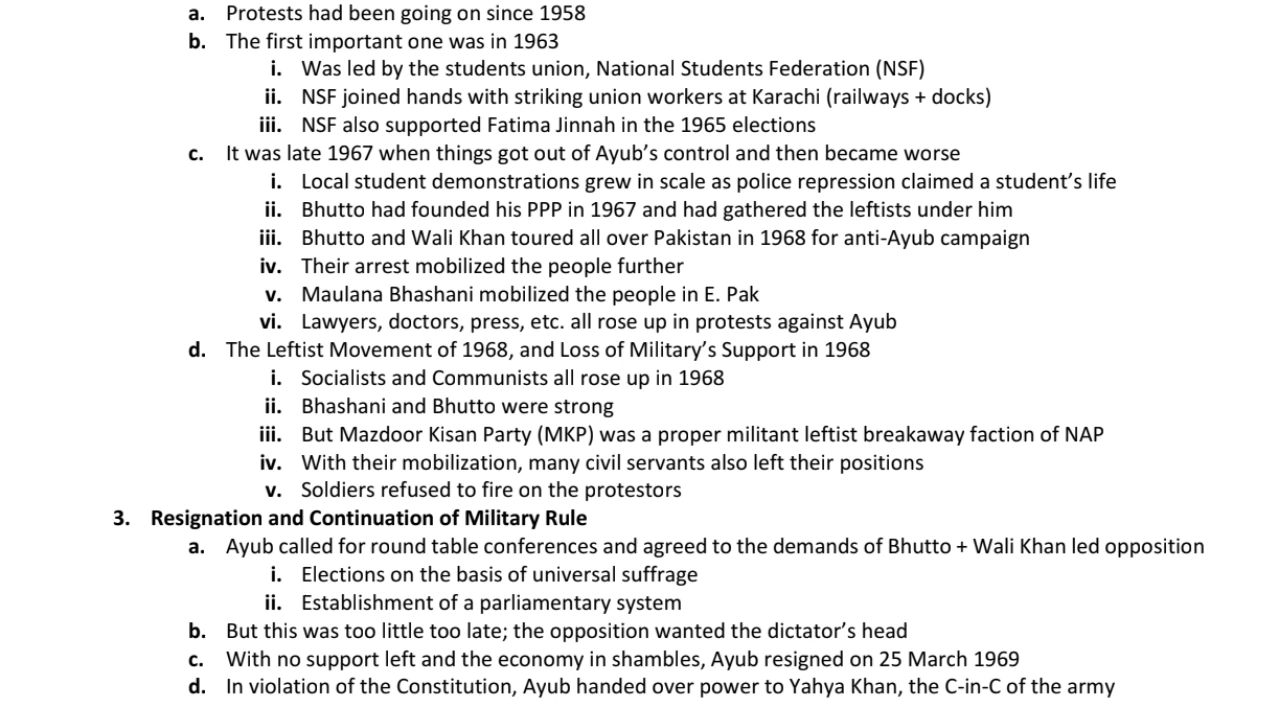 a. Protests had been going on since 1958
b. The first important one was in 1963
i. Was led by the students union, National Students Federation (NSF)
ii. NSF joined hands with striking union workers at Karachi (railways + docks)
iii. NSF also supported Fatima Jinnah in the 1965 elections
c. It was late 1967 when things got out of Ayub’s control and then became worse
i. Local student demonstrations grew in scale as police repression claimed a student’s life
ii. Bhutto had founded his PPP in 1967 and had gathered the leftists under him
iii. Bhutto and Wali Khan toured all over Pakistan in 1968 for anti-Ayub campaign
iv. Their arrest mobilized the people further
v. Maulana Bhashani mobilized the people in E. Pak
vi. Lawyers, doctors, press, etc. all rose up in protests against Ayub
d. The Leftist Movement of 1968, and Loss of Military’s Support in 1968
i. Socialists and Communists all rose up in 1968
ii. Bhashani and Bhutto were strong
iii. But Mazdoor Kisan Party (MKP) was a proper militant leftist breakaway faction of NAP
iv. With their mobilization, many civil servants also left their positions
v. Soldiers refused to fire on the protestors
3. Resignation and Continuation of Military Rule
a. Ayub called for round table conferences and agreed to the demands of Bhutto + Wali Khan led opposition
i. Elections on the basis of universal suffrage
ii. Establishment of a parliamentary system
b. But this was too little too late; the opposition wanted the dictator’s head
c. With no support left and the economy in shambles, Ayub resigned on 25 March 1969
d. In violation of the Constitution, Ayub handed over power to Yahya Khan, the C-in-C of the army